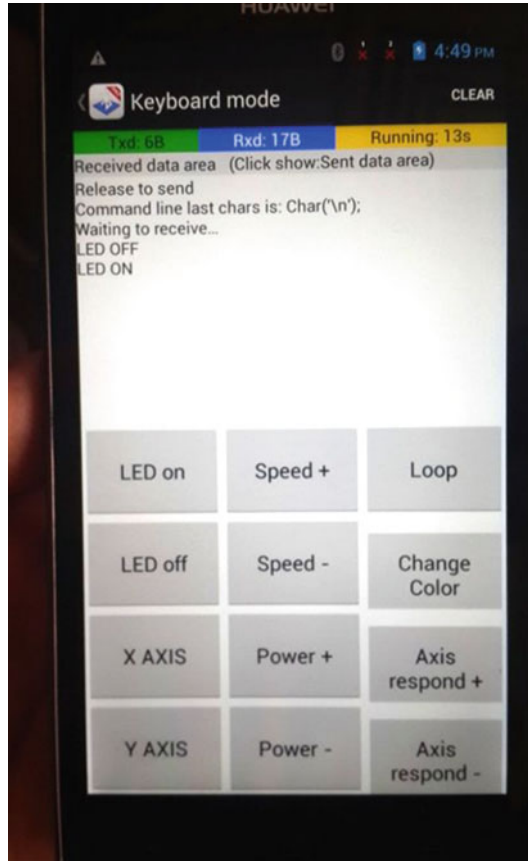 HUAWEI
4:49 PM
Keyboard mode
CLEAR
Txd: 6B
Rxd: 17B
Running: 13s
Received data area (Click show:Sent data area)
Release to send
Command line last chars is: Char('\n');
Waiting to receive...
LED OFF
LED ON
LED on
Speed +
Loop
LED off
Speed -
Change
Color
X AXIS
Power +
Axis
respond +
Y AXIS
Power -
Axis
respond -